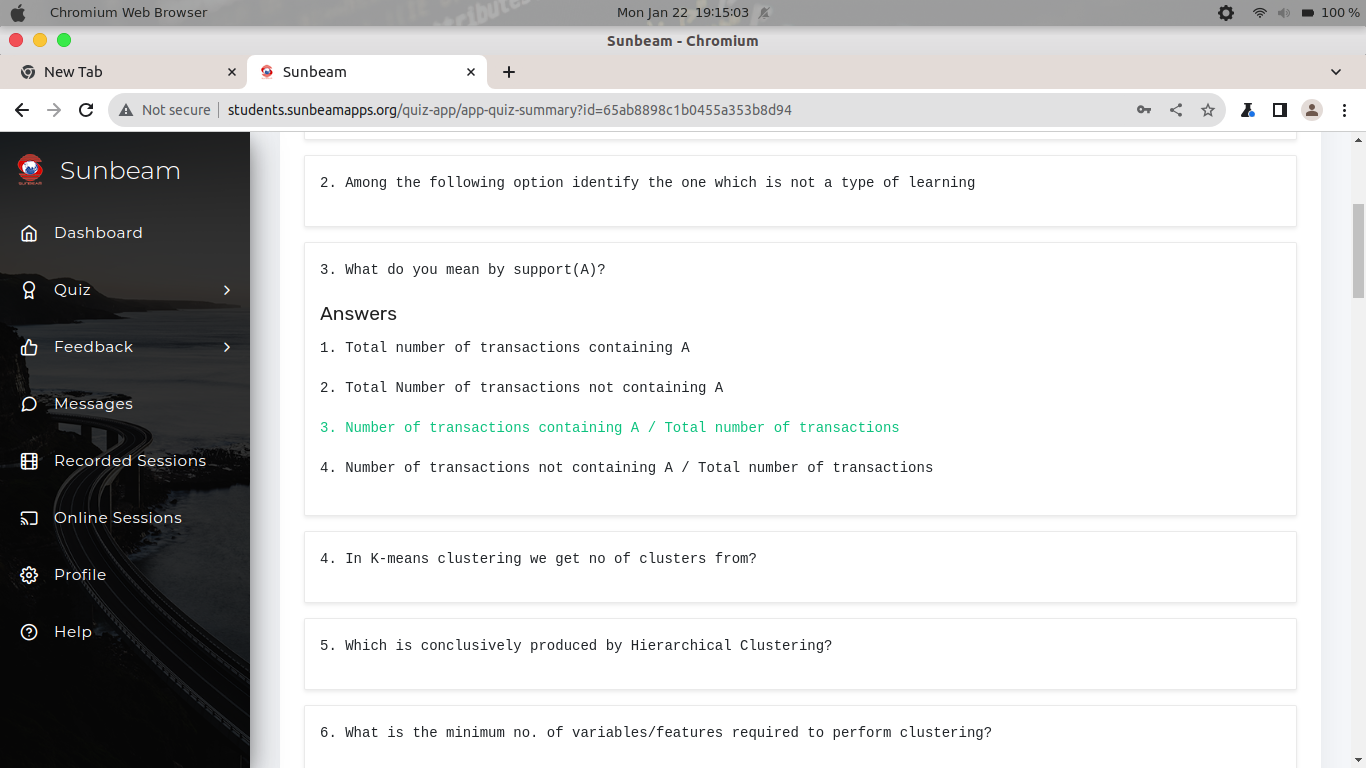 Chromium Web Browser
Mon Jan 22 19:15:03
100 %
Sunbeam - Chromium
New Tab
Sunbeam
Not secure
students.sunbeamapps.org/quiz-app/app-quiz-summary?id=65ab8898c1b0455a353b8d94
Sunbeam
Dashboard
Quiz
Feedback
Messages
Recorded Sessions
Online Sessions
Profile
Help
2. Among the following option identify the one which is not a type of learning
3. What do you mean by support(A)?
Answers
1. Total number of transactions containing A
2. Total Number of transactions not containing A
3. Number of transactions containing A / Total number of transactions
4. Number of transactions not containing A / Total number of transactions
4. In K-means clustering we get no of clusters from?
5. Which is conclusively produced by Hierarchical Clustering?
6. What is the minimum no. of variables/features required to perform clustering?